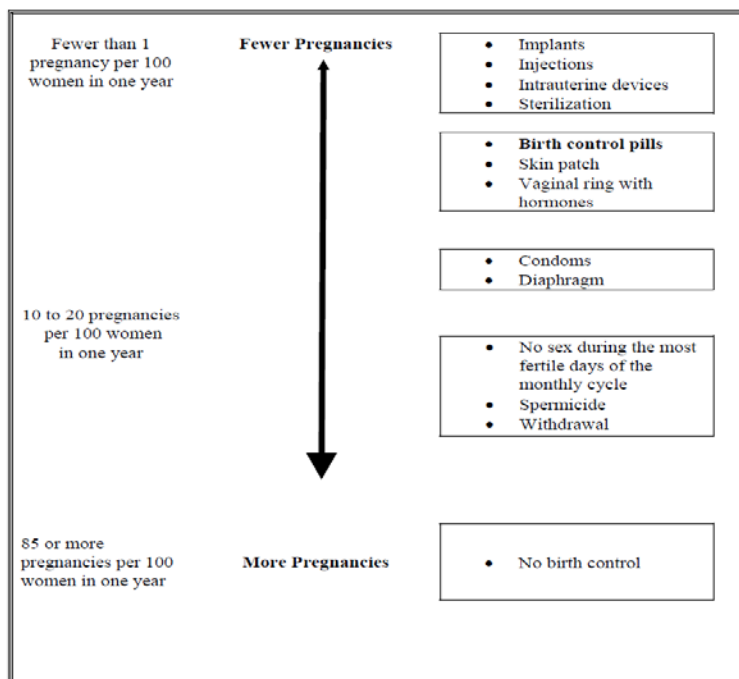 Fewer than 1
pregnancy per 100
women in one year
Fewer Pregnancies
• Implants
• Injections
• Intrauterine devices
• Sterilization
• Birth control pills
• Skin patch
• Vaginal ring with
hormones
• Condoms
• Diaphragm
10 to 20 pregnancies
per 100 women
in one year
• No sex during the most
fertile days of the
monthly cycle
• Spermicide
• Withdrawal
85 or more
pregnancies per 100
women in one year
More Pregnancies
• No birth control